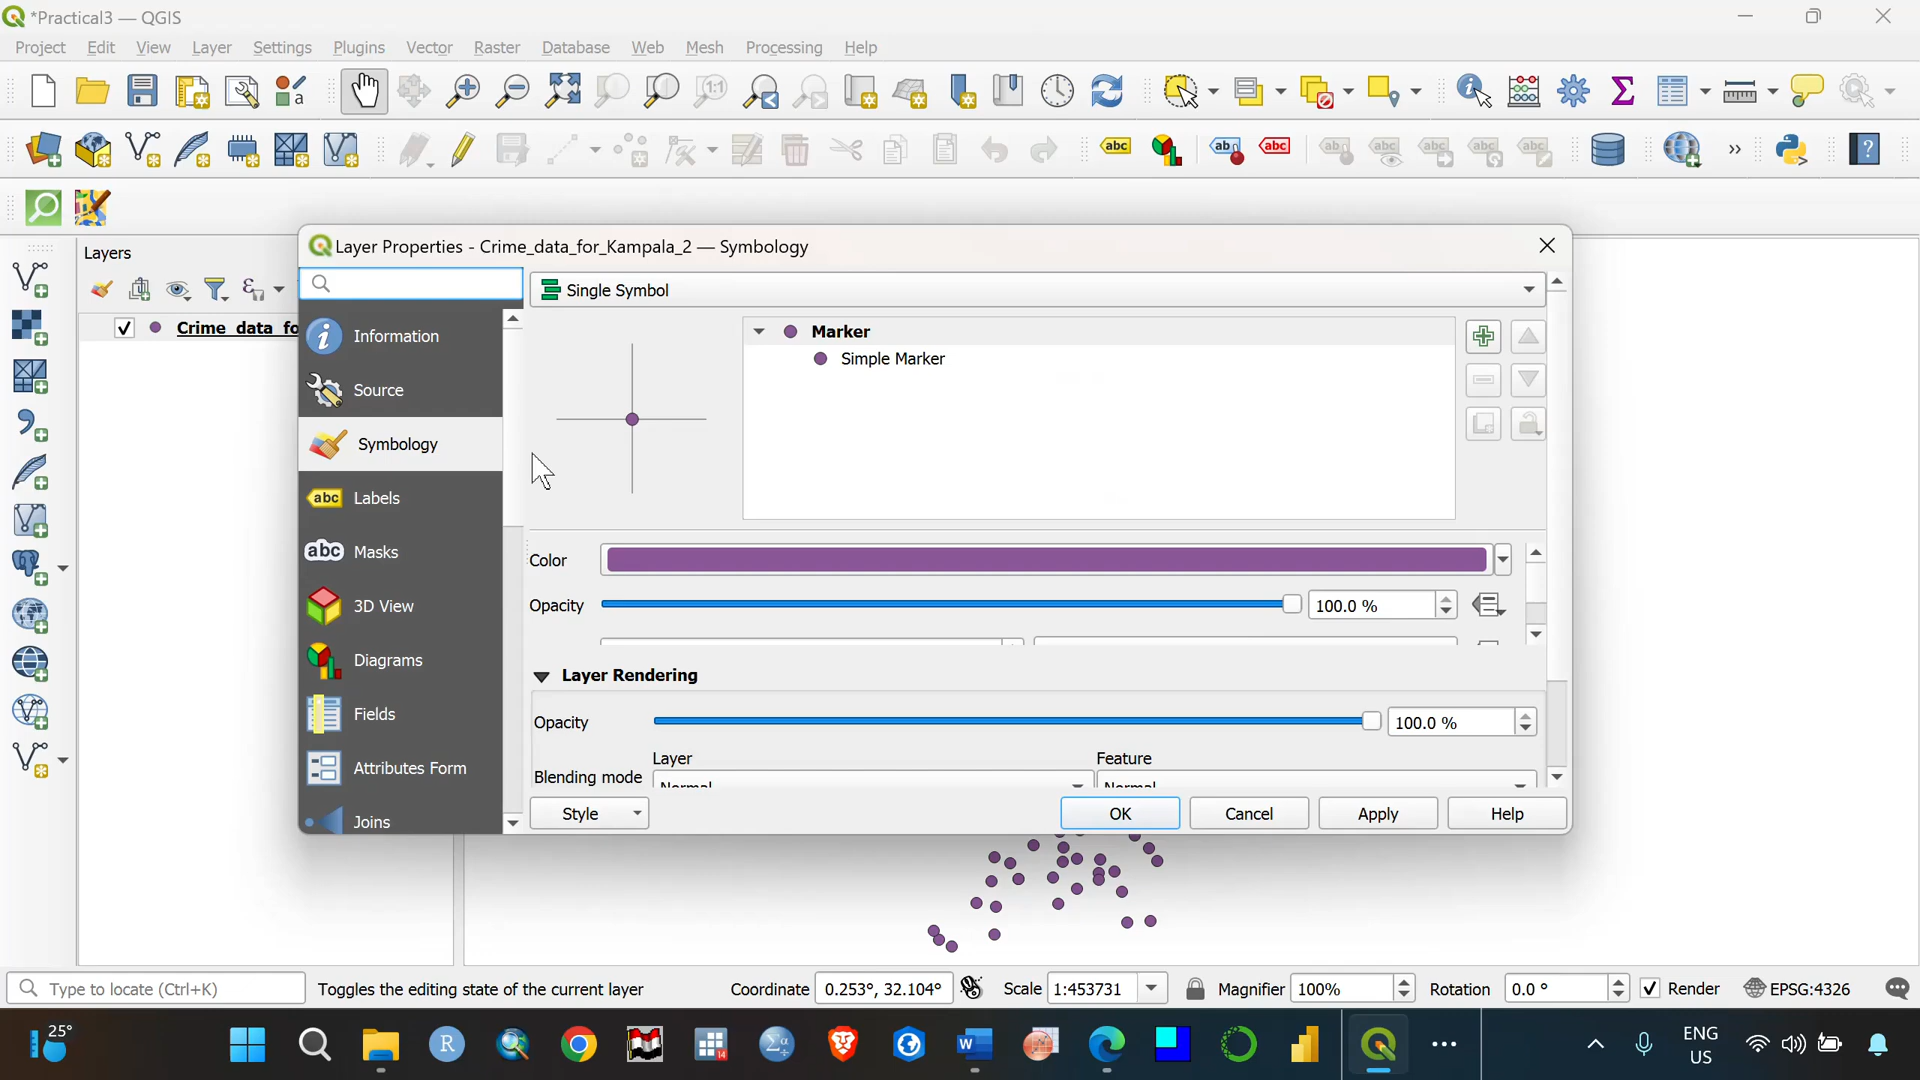 *Practical3 — QGIS
Project Edit View Layer Settings Plugins Vector Raster Database Web Mesh Processing Help
Layers
Crime_data_fo
Layer Properties - Crime_data_for_Kampala_2 — Symbology
Information
Source
Symbology
Labels
Masks
3D View
Diagrams
Fields
Attributes Form
Joins
Single Symbol
Marker
Simple Marker
Color
Opacity 100.0 %
Layer Rendering
Opacity 100.0 %
Layer Feature
Blending mode Normal Normal
Style OK Cancel Apply Help
Type to locate (Ctrl+K) Toggles the editing state of the current layer Coordinate 0.253°, 32.104° Scale 1:453731 Magnifier 100% Rotation 0.0 ° Render EPSG:4326
25°
ENG
US